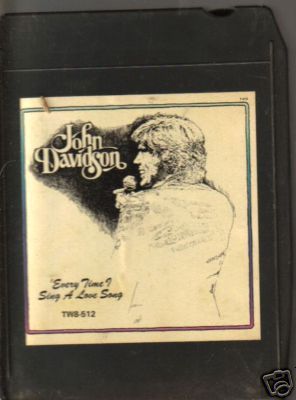 John
Davidson
"Every Time I
Sing A Love Song
TW8-512